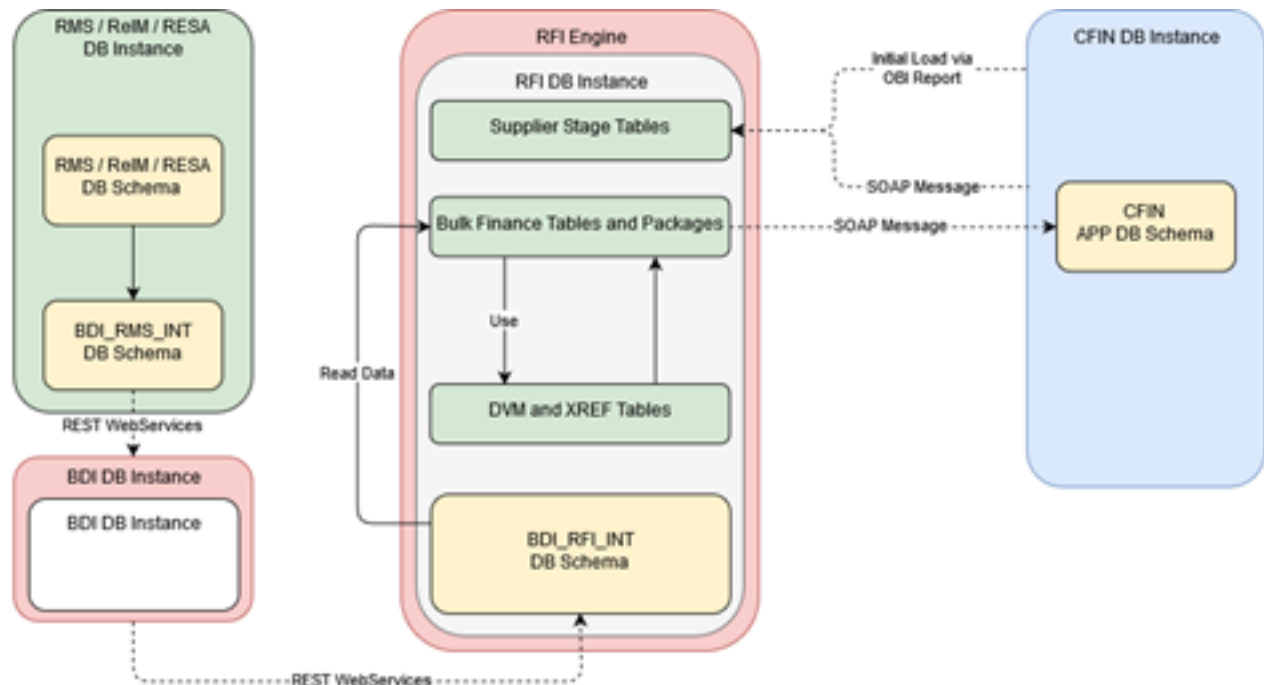 RMS / ReIM / RESA
DB Instance
RMS / ReIM / RESA
DB Schema
BDI_RMS_INT
DB Schema
REST WebServices
BDI DB Instance
BDI DB Instance
REST WebServices
RFI Engine
RFI DB Instance
Supplier Stage Tables
Bulk Finance Tables and Packages
Use
Read Data
DVM and XREF Tables
BDI_RFI_INT
DB Schema
Initial Load via
OBI Report
SOAP Message
SOAP Message
CFIN DB Instance
CFIN
APP DB Schema